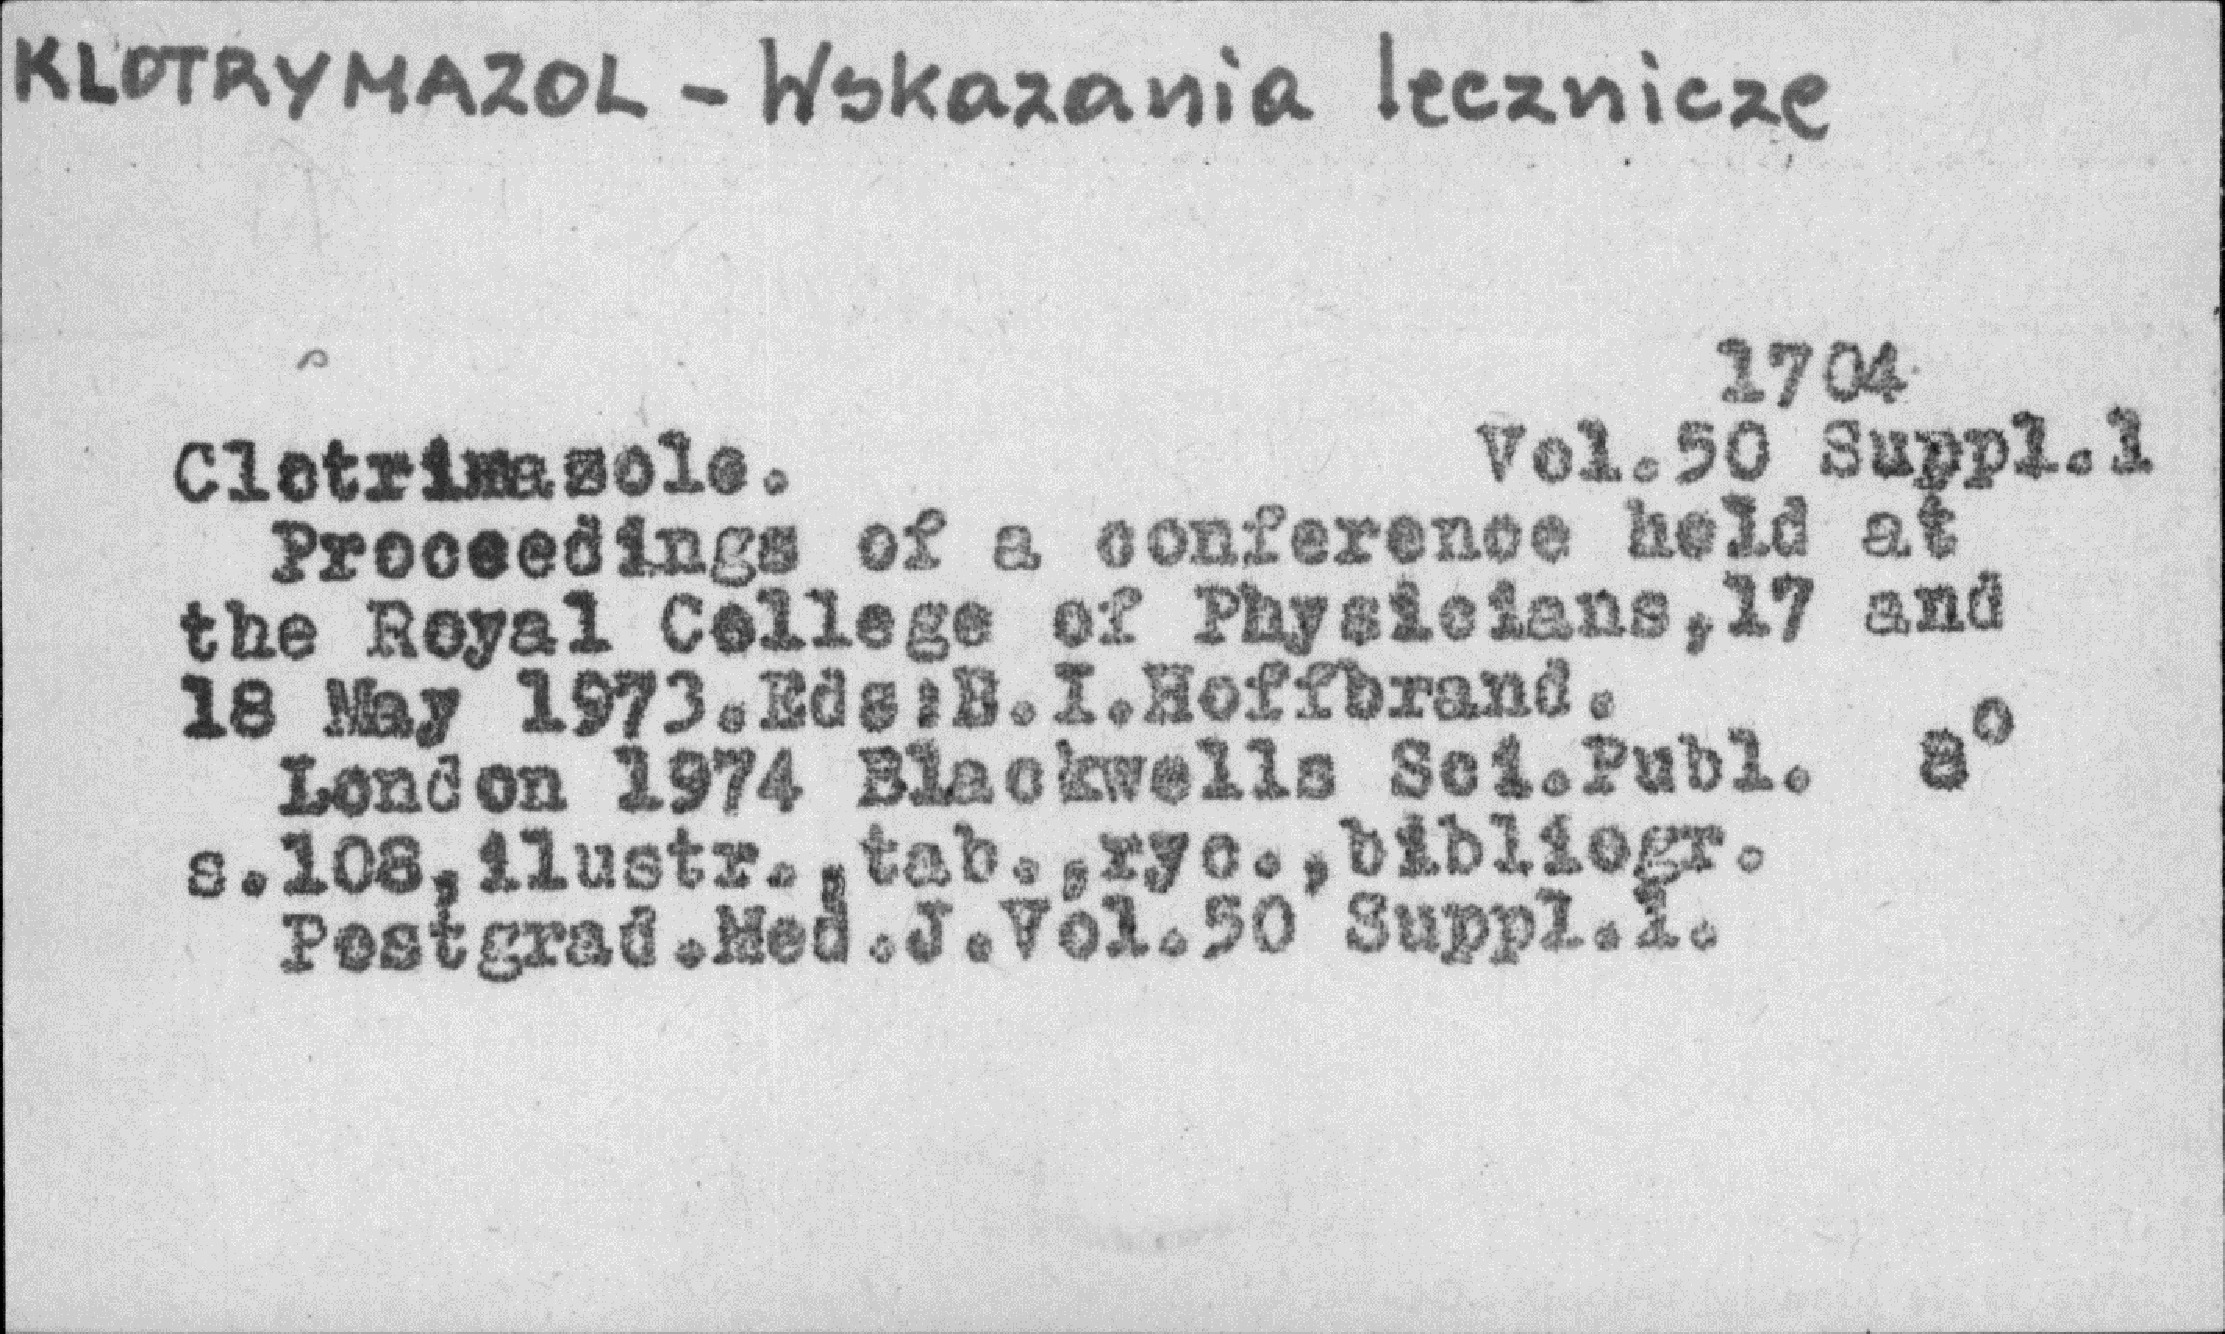 KLOTRYMAZOL - Wskazania lecznicze
1704
Clotrimazole. Vol.50 Suppl.1
Proceedings of a conference held at
the Royal College of Physicians,17 and
18 May 1973.Eds:B.I.Hoffbrand.
London 1974 Blackwells Sci.Publ. a°
s.108,ilustr.,tab.,ryc.,bibliogr.
Postgrad.Med.J.Vol.50 Suppl.1.